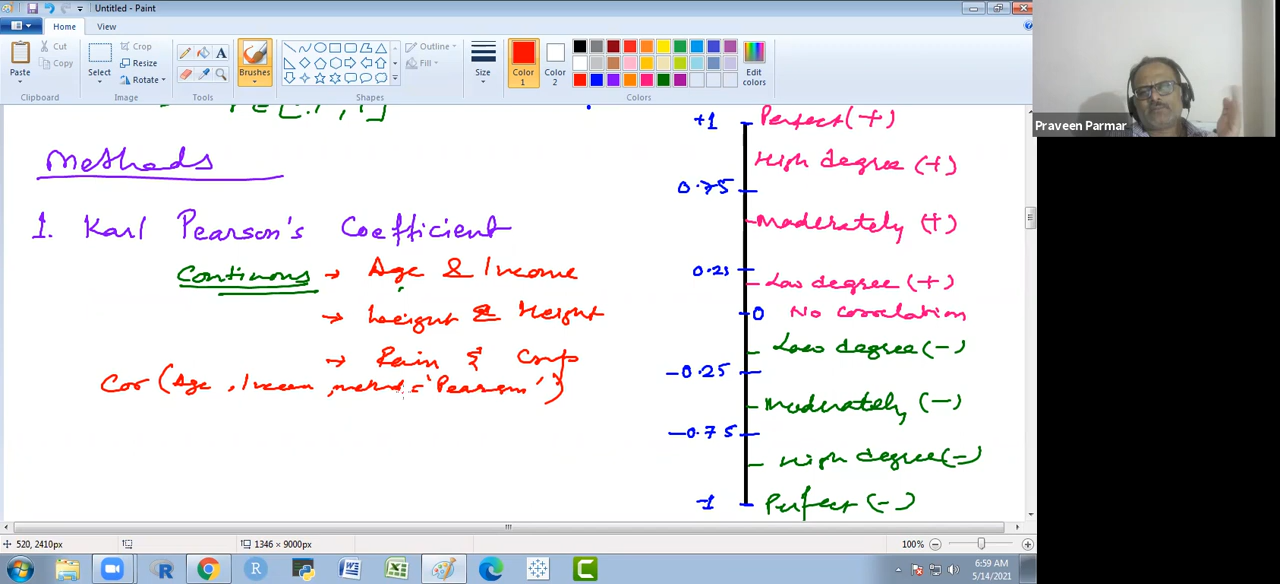 Untitled - Paint
Home View
Paste Cut Copy Select Crop Resize Rotate Brushes Outline Fill Size Color 1 Color 2 Edit colors
Clipboard Image Tools Shapes Colors
Praveen Parmar
Methods
1. Karl Pearson's Coefficient
Continous → Age & Income
→ & Height
→ Rain &
Cor (Age , , method = 'Pearson')
+1 Perfect (+)
High degree (+)
0.75
Moderately (+)
0.25
Low degree (+)
0 No correlation
Low degree (-)
-0.25
Moderately (-)
-0.75
High degree (-)
-1 Perfect (-)
520, 2410px 1346 × 9000px 100%
6:59 AM
5/14/2021